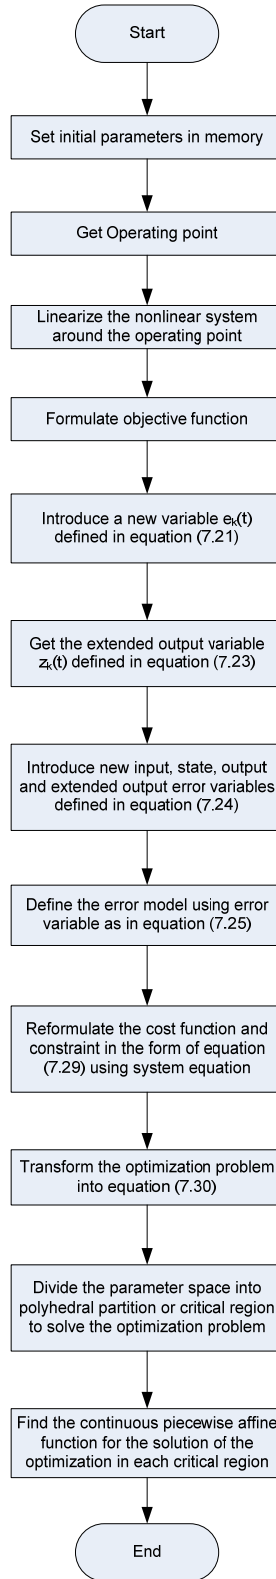 Start
Set initial parameters in memory
Get Operating point
Linearize the nonlinear system
around the operating point
Formulate objective function
Introduce a new variable eₖ(t)
defined in equation (7.21)
Get the extended output variable
zₖ(t) defined in equation (7.23)
Introduce new input, state, output
and extended output error variables
defined in equation (7.24)
Define the error model using error
variable as in equation (7.25)
Reformulate the cost function and
constraint in the form of equation
(7.29) using system equation
Transform the optimization problem
into equation (7.30)
Divide the parameter space into
polyhedral partition or critical region
to solve the optimization problem
Find the continuous piecewise affine
function for the solution of the
optimization in each critical region
End